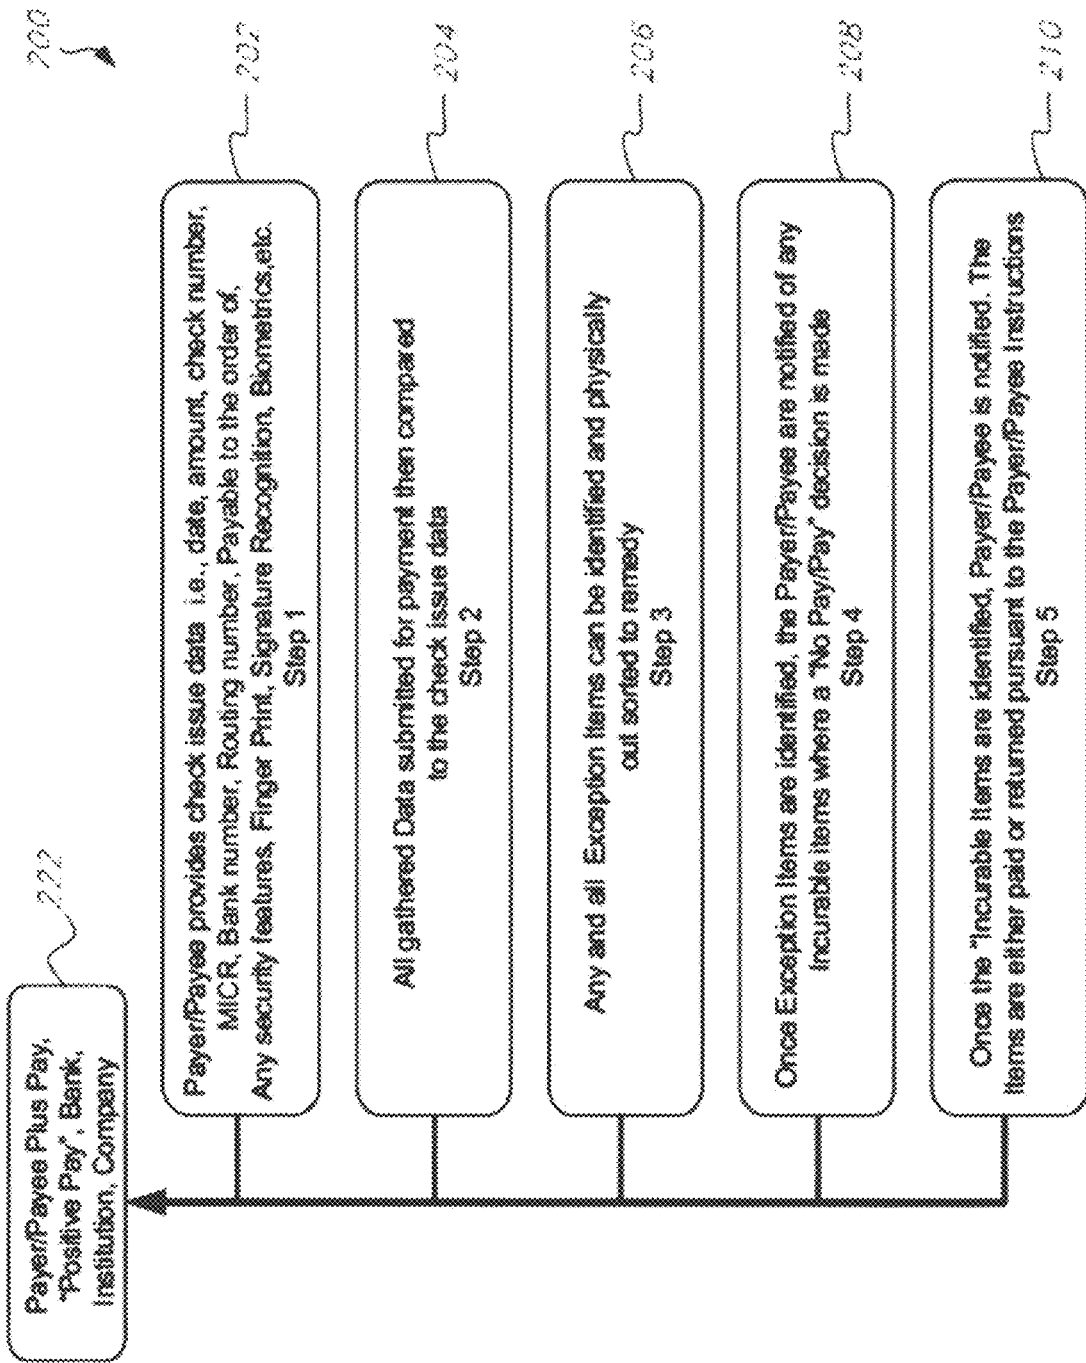 200
Payer/Payee Plus Pay,
"Positive Pay", Bank,
Institution, Company
222
Payer/Payee provides check issue data i.e., date, amount, check number,
MICR, Bank number, Routing number, Payable to the order of,
Any security features, Finger Print, Signature Recognition, Biometrics,etc.
Step 1
202
All gathered Data submitted for payment then compared
to the check issue data
Step 2
204
Any and all Exception Items can be identified and physically
out sorted to remedy
Step 3
206
Once Exception Items are identified, the Payer/Payee are notified of any
Incurable Items where a "No Pay/Pay" decision is made
Step 4
208
Once the "Incurable Items are identified, Payer/Payee is notified. The
Items are either paid or returned pursuant to the Payer/Payee Instructions
Step 5
210